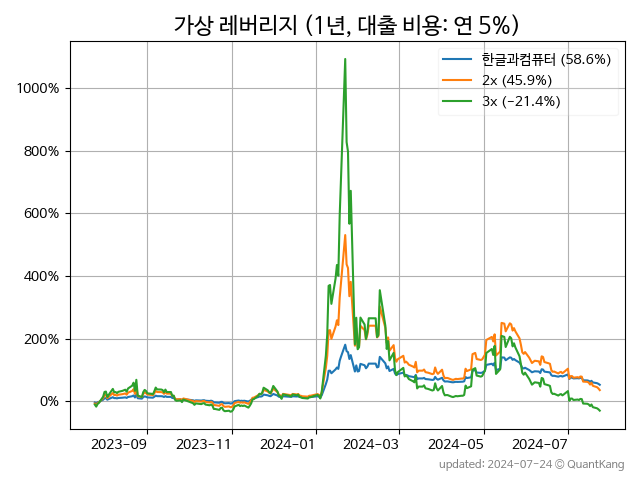 가상 레버리지 (1년, 대출 비용: 연 5%)
한글과컴퓨터 (58.6%)
2x (45.9%)
3x (−21.4%)
1000%
800%
600%
400%
200%
0%
2023-09 2023-11 2024-01 2024-03 2024-05 2024-07
updated: 2024-07-24 © QuantKang